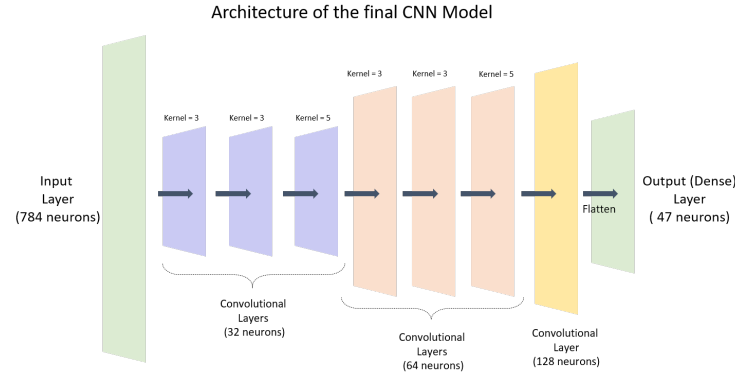 Architecture of the final CNN Model
Kernel = 3
Kernel = 3
Kernel = 5
Kernel = 3
Kernel = 3
Kernel = 5
Input
Layer
(784 neurons)
Flatten
Output (Dense)
Layer
( 47 neurons)
Convolutional
Layers
(32 neurons)
Convolutional
Layers
(64 neurons)
Convolutional
Layer
(128 neurons)